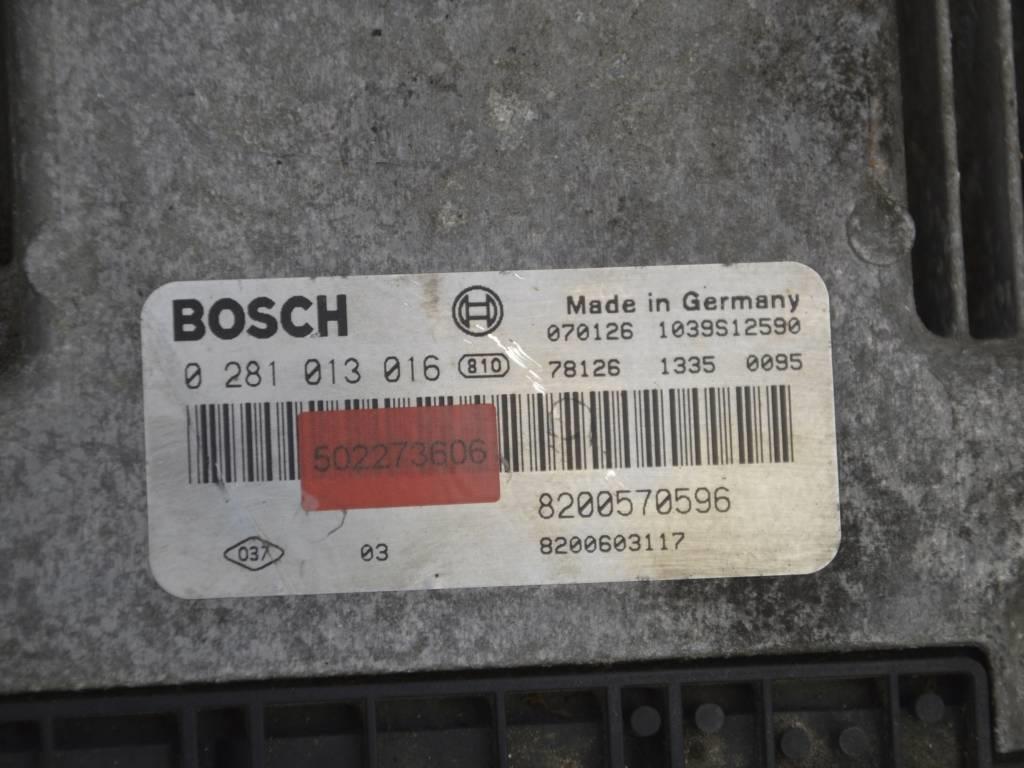 BOSCH
Made in Germany
070126 1039S12590
0 281 013 016 810 78126 1335 0095
502273606
8200570596
037 03 8200603117